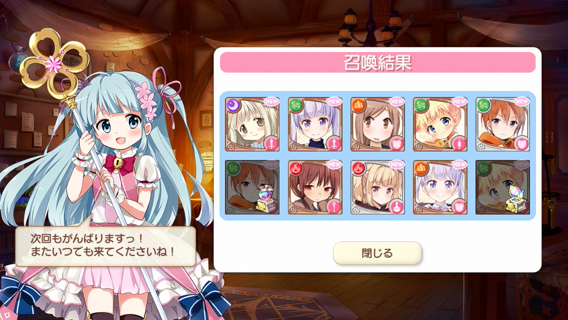 召喚結果
次回もがんばりますっ！
またいつでも来てくださいね！
閉じる